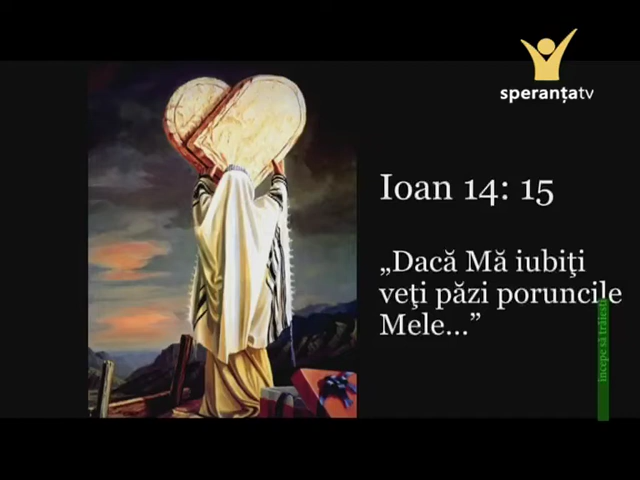 speranțatv
Ioan 14: 15
„Dacă Mă iubiţi
veţi păzi poruncile
Mele...”
începe să trăiești